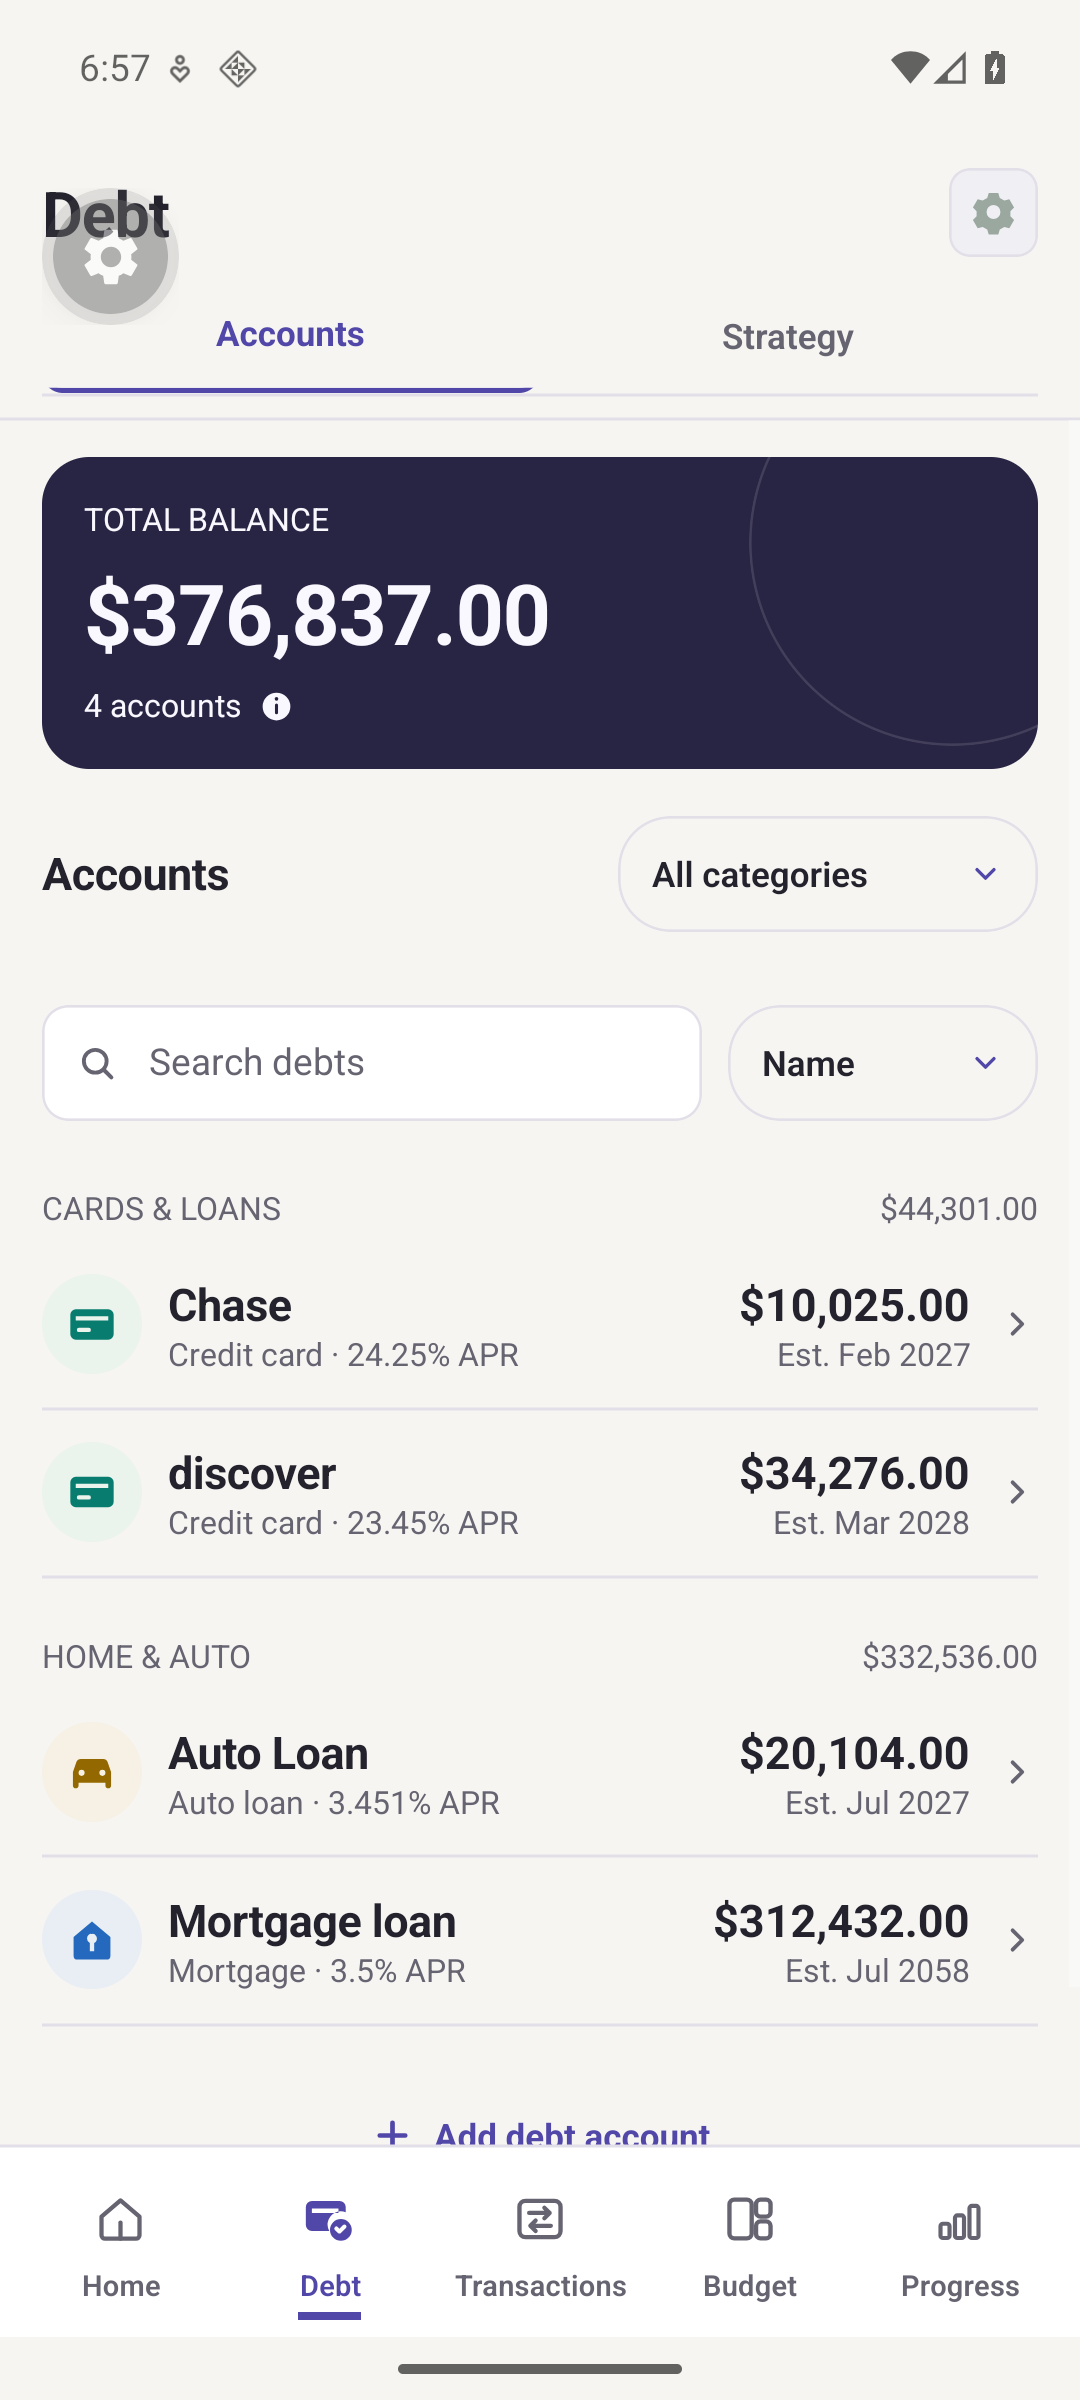 6:57
Debt
Accounts
Strategy
TOTAL BALANCE
$376,837.00
4 accounts
Accounts
All categories
Search debts
Name
CARDS & LOANS
$44,301.00
Chase
$10,025.00
Credit card · 24.25% APR
Est. Feb 2027
discover
$34,276.00
Credit card · 23.45% APR
Est. Mar 2028
HOME & AUTO
$332,536.00
Auto Loan
$20,104.00
Auto loan · 3.451% APR
Est. Jul 2027
Mortgage loan
$312,432.00
Mortgage · 3.5% APR
Est. Jul 2058
Add debt account
Home
Debt
Transactions
Budget
Progress